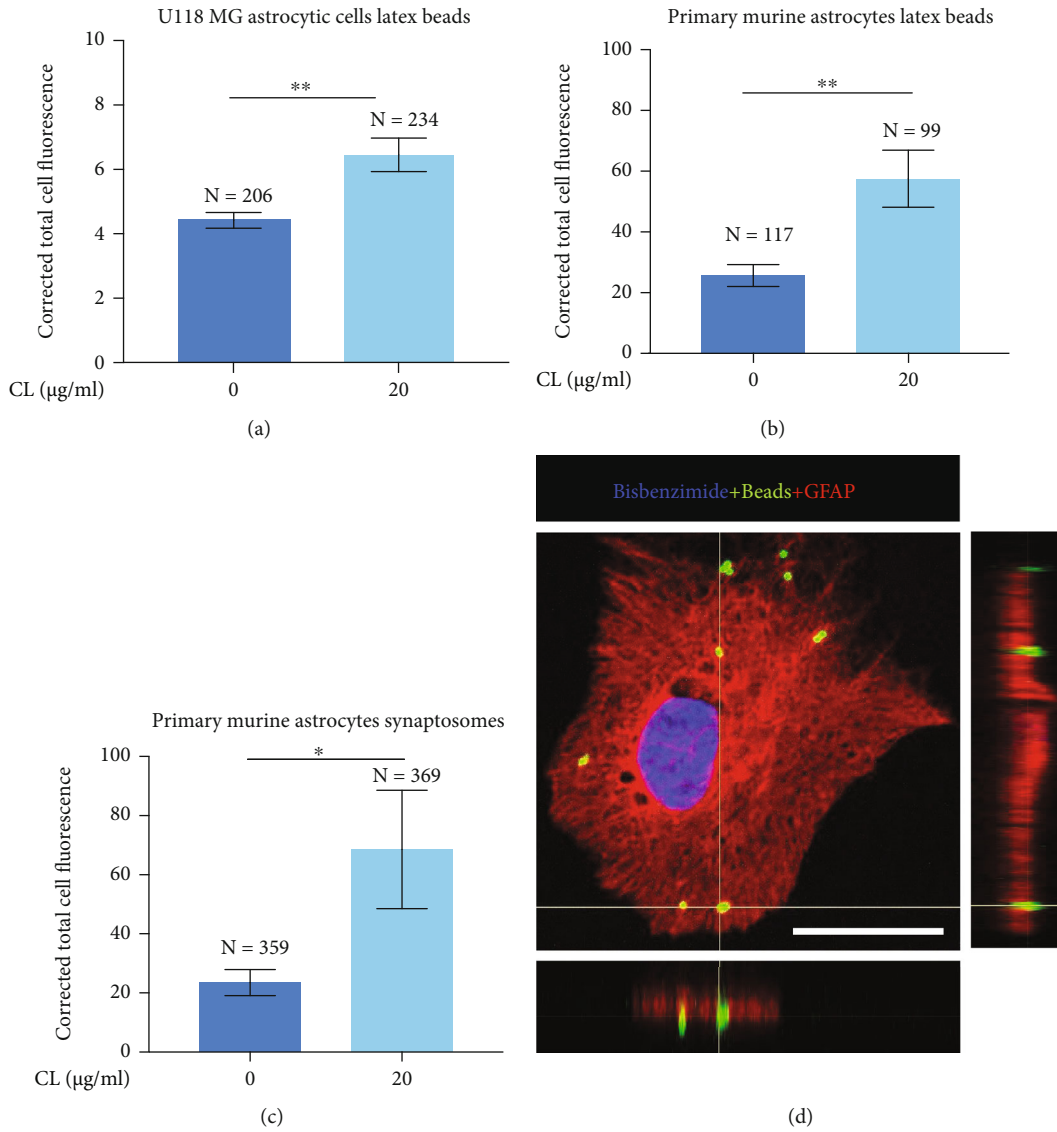 U118 MG astrocytic cells latex beads
Corrected total cell fluorescence
10
8
6
4
2
0
**
N = 206
N = 234
CL (μg/ml)
0
20
(a)
Primary murine astrocytes latex beads
Corrected total cell fluorescence
100
80
60
40
20
0
**
N = 117
N = 99
CL (μg/ml)
0
20
(b)
Primary murine astrocytes synaptosomes
Corrected total cell fluorescence
100
80
60
40
20
0
*
N = 359
N = 369
CL (μg/ml)
0
20
(c)
Bisbenzimide+Beads+GFAP
(d)